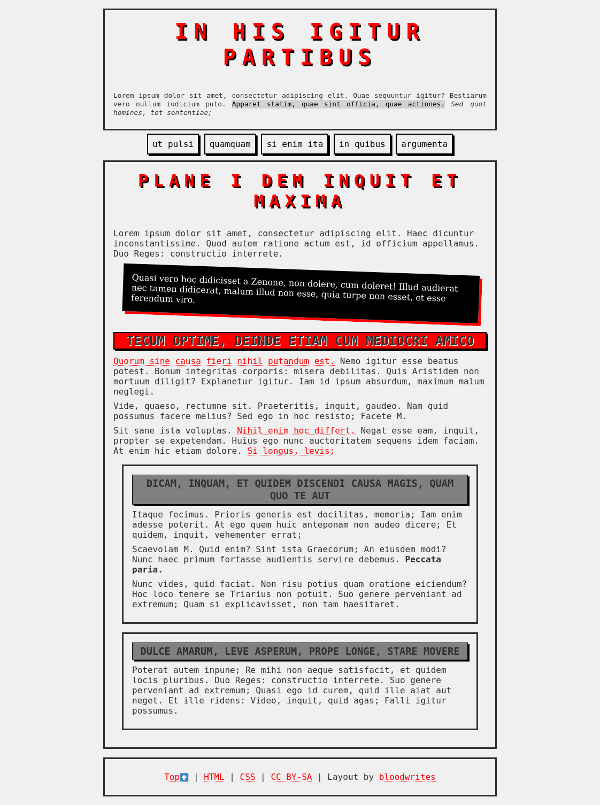 IN HIS IGITUR
PARTIBUS
Lorem ipsum dolor sit amet, consectetur adipiscing elit. Quae sequuntur igitur? Bestiarum
vero nullum iudicium puto. Apparet statim, quae sint officia, quae actiones. Sed quot
homines, tot sententiae;
ut pulsi quamquam si enim ita in quibus argumenta
PLANE I DEM INQUIT ET
MAXIMA
Lorem ipsum dolor sit amet, consectetur adipiscing elit. Haec dicuntur
inconstantissime. Quod autem ratione actum est, id officium appellamus.
Duo Reges: constructio interrete.
Quasi vero hoc didicisset a Zenone, non dolere, cum doleret! Illud audierat
nec tamen didicerat, malum illud non esse, quia turpe non esset, et esse
ferendum viro.
TECUM OPTIME, DEINDE ETIAM CUM MEDIOCRI AMICO
Quorum sine causa fieri nihil putandum est. Nemo igitur esse beatus
potest. Bonum integritas corporis: misera debilitas. Quis Aristidem non
mortuum diligit? Explanetur igitur. Iam id ipsum absurdum, maximum malum
neglegi.
Vide, quaeso, rectumne sit. Praeteritis, inquit, gaudeo. Nam quid
possumus facere melius? Sed ego in hoc resisto; Facete M.
Sit sane ista voluptas. Nihil enim hoc differt. Negat esse eam, inquit,
propter se expetendam. Huius ego nunc auctoritatem sequens idem faciam.
At enim hic etiam dolore. Si longus, levis;
DICAM, INQUAM, ET QUIDEM DISCENDI CAUSA MAGIS, QUAM
QUO TE AUT
Itaque fecimus. Prioris generis est docilitas, memoria; Iam enim
adesse poterit. At ego quem huic anteponam non audeo dicere; Et
quidem, inquit, vehementer errat;
Scaevolam M. Quid enim? Sint ista Graecorum; An eiusdem modi?
Nunc haec primum fortasse audientis servire debemus. Peccata
paria.
Nunc vides, quid faciat. Non risu potius quam oratione eiciendum?
Hoc loco tenere se Triarius non potuit. Suo genere perveniant ad
extremum; Quam si explicavisset, non tam haesitaret.
DULCE AMARUM, LEVE ASPERUM, PROPE LONGE, STARE MOVERE
Poterat autem inpune; Re mihi non aeque satisfacit, et quidem
locis pluribus. Duo Reges: constructio interrete. Suo genere
perveniant ad extremum; Quasi ego id curem, quid ille aiat aut
neget. Et ille ridens: Video, inquit, quid agas; Falli igitur
possumus.
Top⬆ | HTML | CSS | CC BY-SA | Layout by bloodwrites